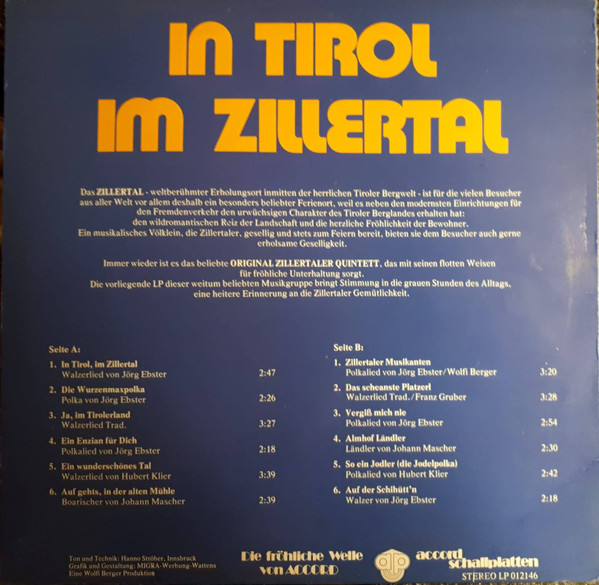 IN TIROL
IM ZILLERTAL
Das ZILLERTAL - weltberühmter Erholungsort inmitten der herrlichen Tiroler Bergwelt - ist für die vielen Besucher
aus aller Welt vor allem deshalb ein besonders beliebter Ferienort, weil es neben den modernsten Einrichtungen für
den Fremdenverkehr den urwüchsigen Charakter des Tiroler Berglandes erhalten hat:
den wildromantischen Reiz der Landschaft und die herzliche Fröhlichkeit der Bewohner.
Ein musikalisches Völklein, die Zillertaler, gesellig und stets zum Feiern bereit, bieten sie dem Besucher auch gerne
erholsame Geselligkeit.
Immer wieder ist es das beliebte ORIGINAL ZILLERTALER QUINTETT, das mit seinen flotten Weisen
für fröhliche Unterhaltung sorgt.
Die vorliegende LP dieser weitum beliebten Musikgruppe bringt Stimmung in die grauen Stunden des Alltags,
eine heitere Erinnerung an die Zillertaler Gemütlichkeit.
Seite A:
1. In Tirol, im Zillertal
Walzerlied von Jörg Ebster 2:47
2. Die Wurzenmaxpolka
Polka von Jörg Ebster 2:26
3. Ja, im Tirolerland
Walzerlied Trad. 3:27
4. Ein Enzian für Dich
Polkalied von Jörg Ebster 2:18
5. Ein wunderschönes Tal
Walzerlied von Hubert Klier 3:39
6. Auf gehts, in der alten Mühle
Boarischer von Johann Mascher 2:39
Seite B:
1. Zillertaler Musikanten
Polkalied von Jörg Ebster/Wolfi Berger 3:20
2. Das scheanste Platzerl
Walzerlied Trad./Franz Gruber 3:28
3. Vergiß mich nie
Polkalied von Jörg Ebster 2:54
4. Almhof Ländler
Ländler von Johann Mascher 2:30
5. So ein Jodler (die Jodelpolka)
Polkalied von Hubert Klier 2:42
6. Auf der Schihütt'n
Walzer von Jörg Ebster 2:18
Ton und Technik: Hanno Ströher, Innsbruck
Grafik und Gestaltung: MIGRA-Werbung-Wattens
Eine Wolfi Berger Produktion
Die fröhliche Welle
von ACCORD
accord
schallplatten
STEREO LP 012146